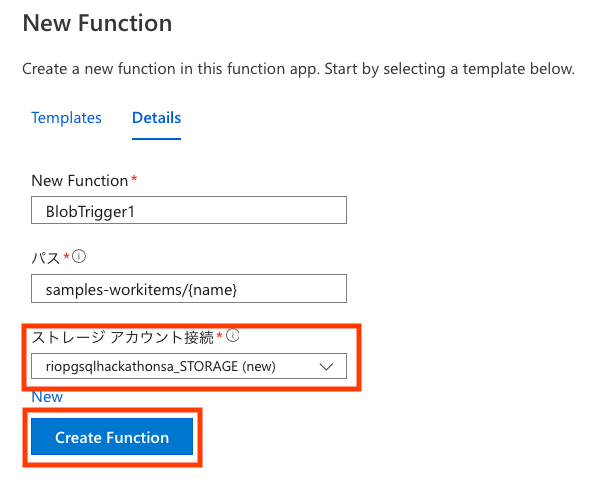 New Function
Create a new function in this function app. Start by selecting a template below.
Templates Details
New Function*
BlobTrigger1
パス*
samples-workitems/{name}
ストレージ アカウント接続*
riopgsqlhackathonsa_STORAGE (new)
New
Create Function